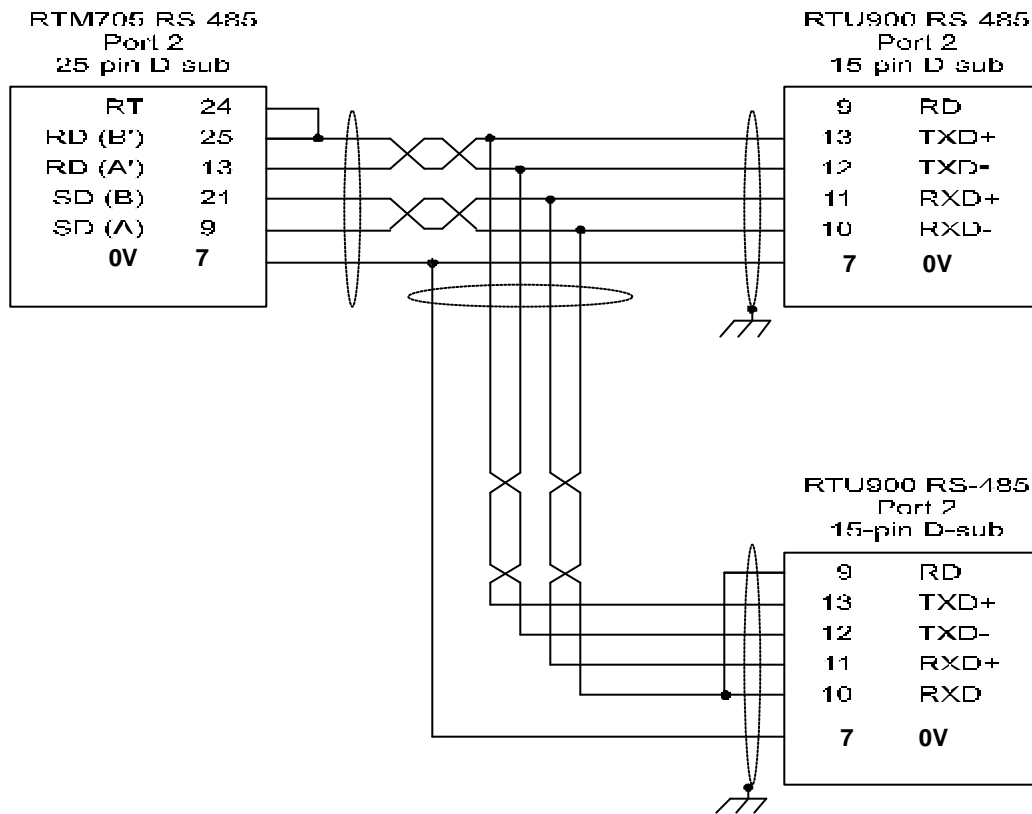 RTM705 RS 485
Port 2
25 pin D sub
RT 24
RD (B') 25
RD (A') 13
SD (B) 21
SD (A) 9
0V 7
RTU900 RS 485
Port 2
15 pin D sub
9 RD
13 TXD+
12 TXD-
11 RXD+
10 RXD-
7 0V
RTU900 RS-485
Port 2
15-pin D-sub
9 RD
13 TXD+
12 TXD-
11 RXD+
10 RXD
7 0V